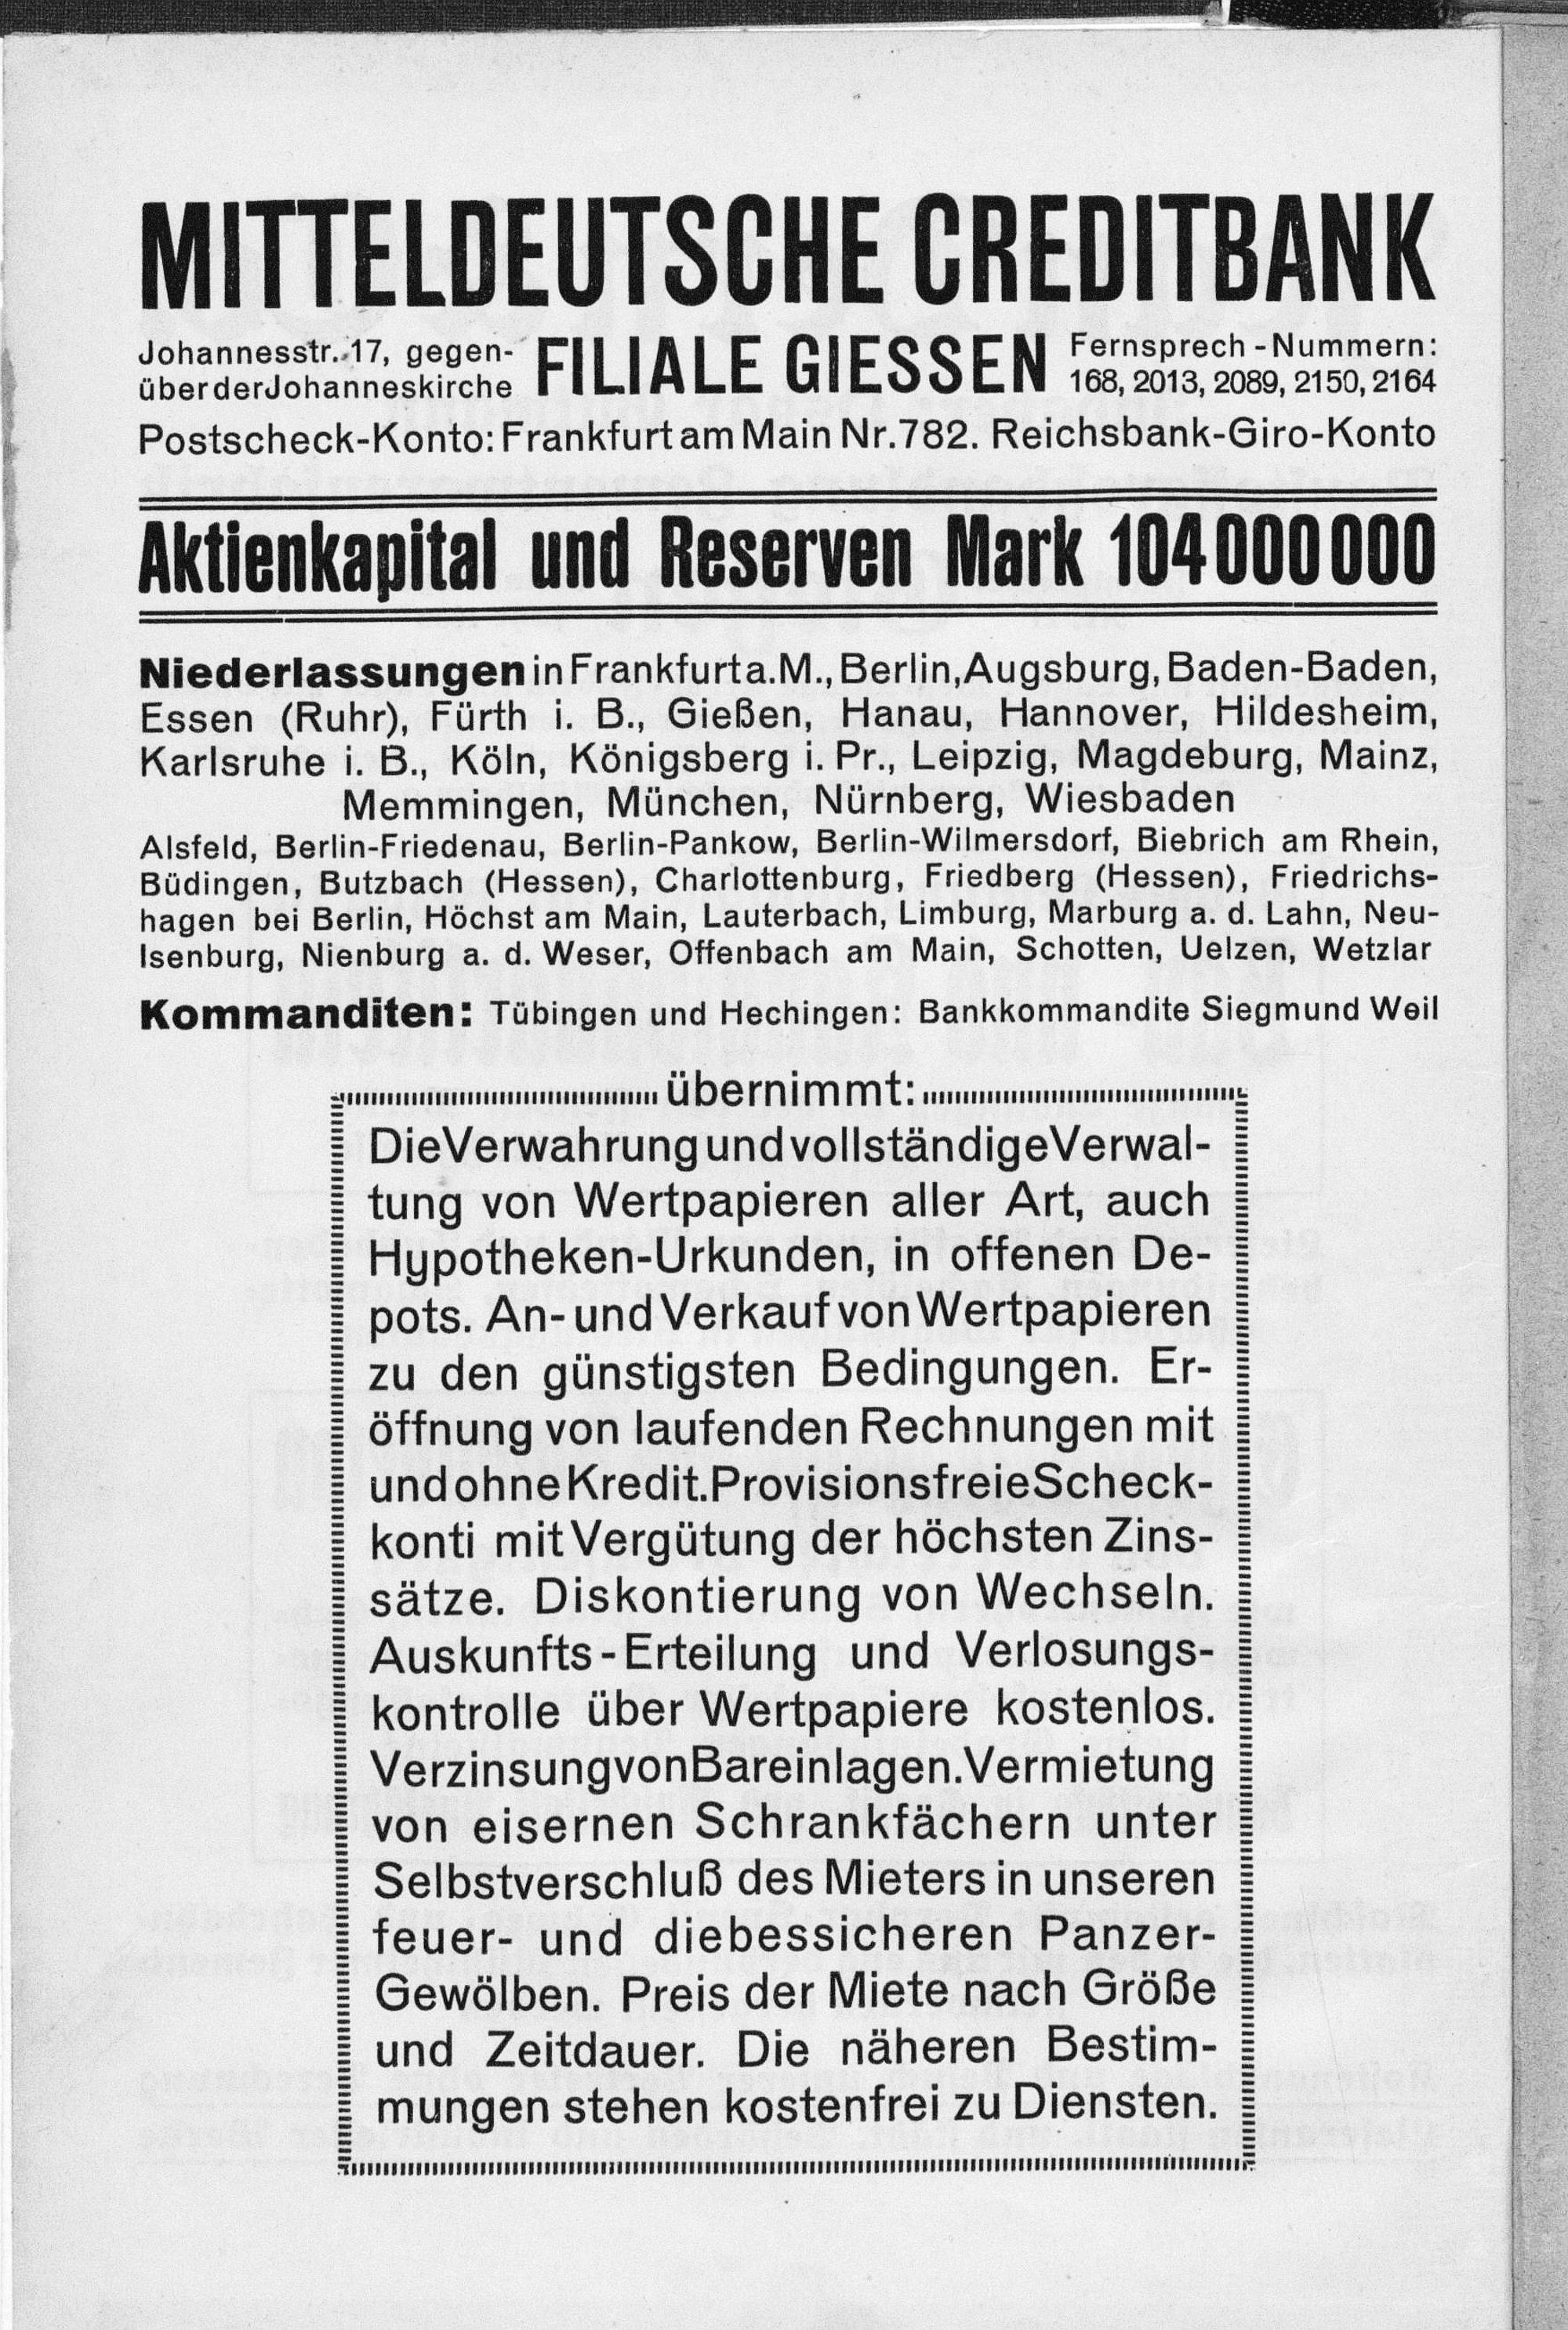 MITTELDEUTSCHE CREDITBANK
Johannesstr. 17, gegen-
über der Johanneskirche
FILIALE GIESSEN
Fernsprech-Nummern:
168, 2013, 2089, 2150, 2164
Postscheck-Konto: Frankfurt am Main Nr. 782. Reichsbank-Giro-Konto
Aktienkapital und Reserven Mark 104 000 000
Niederlassungen in Frankfurt a. M., Berlin, Augsburg, Baden-Baden,
Essen (Ruhr), Fürth i. B., Gießen, Hanau, Hannover, Hildesheim,
Karlsruhe i. B., Köln, Königsberg i. Pr., Leipzig, Magdeburg, Mainz,
Memmingen, München, Nürnberg, Wiesbaden
Alsfeld, Berlin-Friedenau, Berlin-Pankow, Berlin-Wilmersdorf, Biebrich am Rhein,
Büdingen, Butzbach (Hessen), Charlottenburg, Friedberg (Hessen), Friedrichs-
hagen bei Berlin, Höchst am Main, Lauterbach, Limburg, Marburg a. d. Lahn, Neu-
Isenburg, Nienburg a. d. Weser, Offenbach am Main, Schotten, Uelzen, Wetzlar
Kommanditen: Tübingen und Hechingen: Bankkommandite Siegmund Weil
übernimmt:
Die Verwahrung und vollständige Verwal-
tung von Wertpapieren aller Art, auch
Hypotheken-Urkunden, in offenen De-
pots. An- und Verkauf von Wertpapieren
zu den günstigsten Bedingungen. Er-
öffnung von laufenden Rechnungen mit
und ohne Kredit. Provisionsfreie Scheck-
konti mit Vergütung der höchsten Zins-
sätze. Diskontierung von Wechseln.
Auskunfts-Erteilung und Verlosungs-
kontrolle über Wertpapiere kostenlos.
Verzinsung von Bareinlagen. Vermietung
von eisernen Schrankfächern unter
Selbstverschluß des Mieters in unseren
feuer- und diebessicheren Panzer-
Gewölben. Preis der Miete nach Größe
und Zeitdauer. Die näheren Bestim-
mungen stehen kostenfrei zu Diensten.